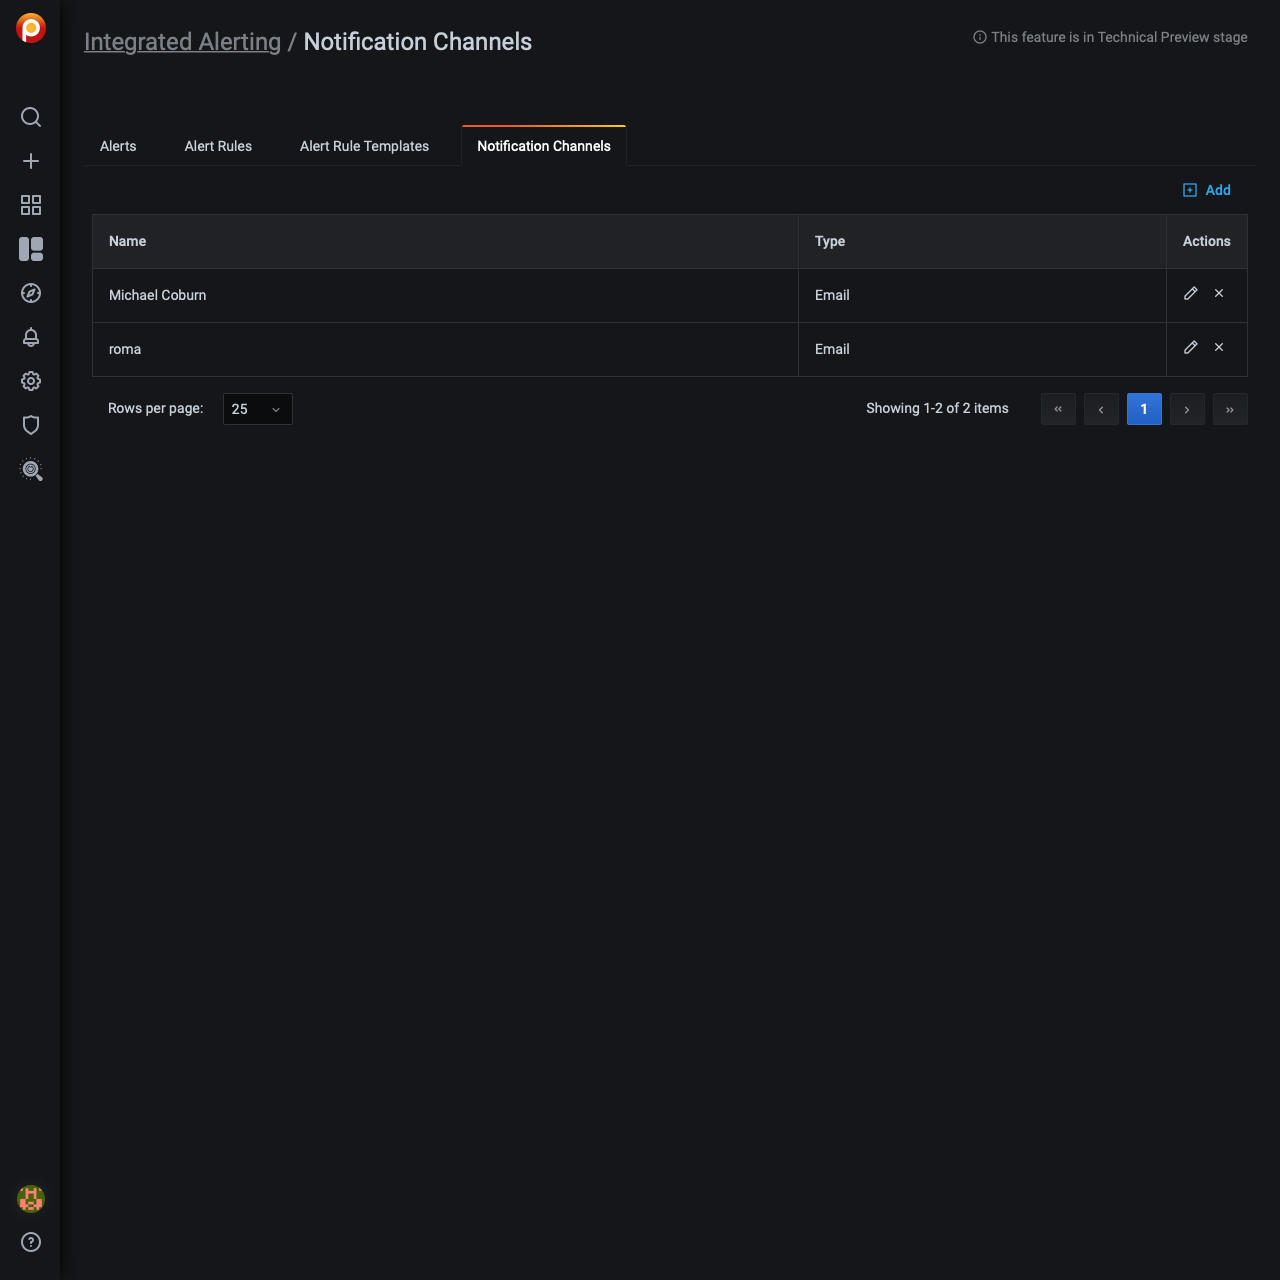 Integrated Alerting / Notification Channels
This feature is in Technical Preview stage
Alerts
Alert Rules
Alert Rule Templates
Notification Channels
Add
Name Type Actions
Michael Coburn Email
roma Email
Rows per page: 25
Showing 1-2 of 2 items
« ‹ 1 › »